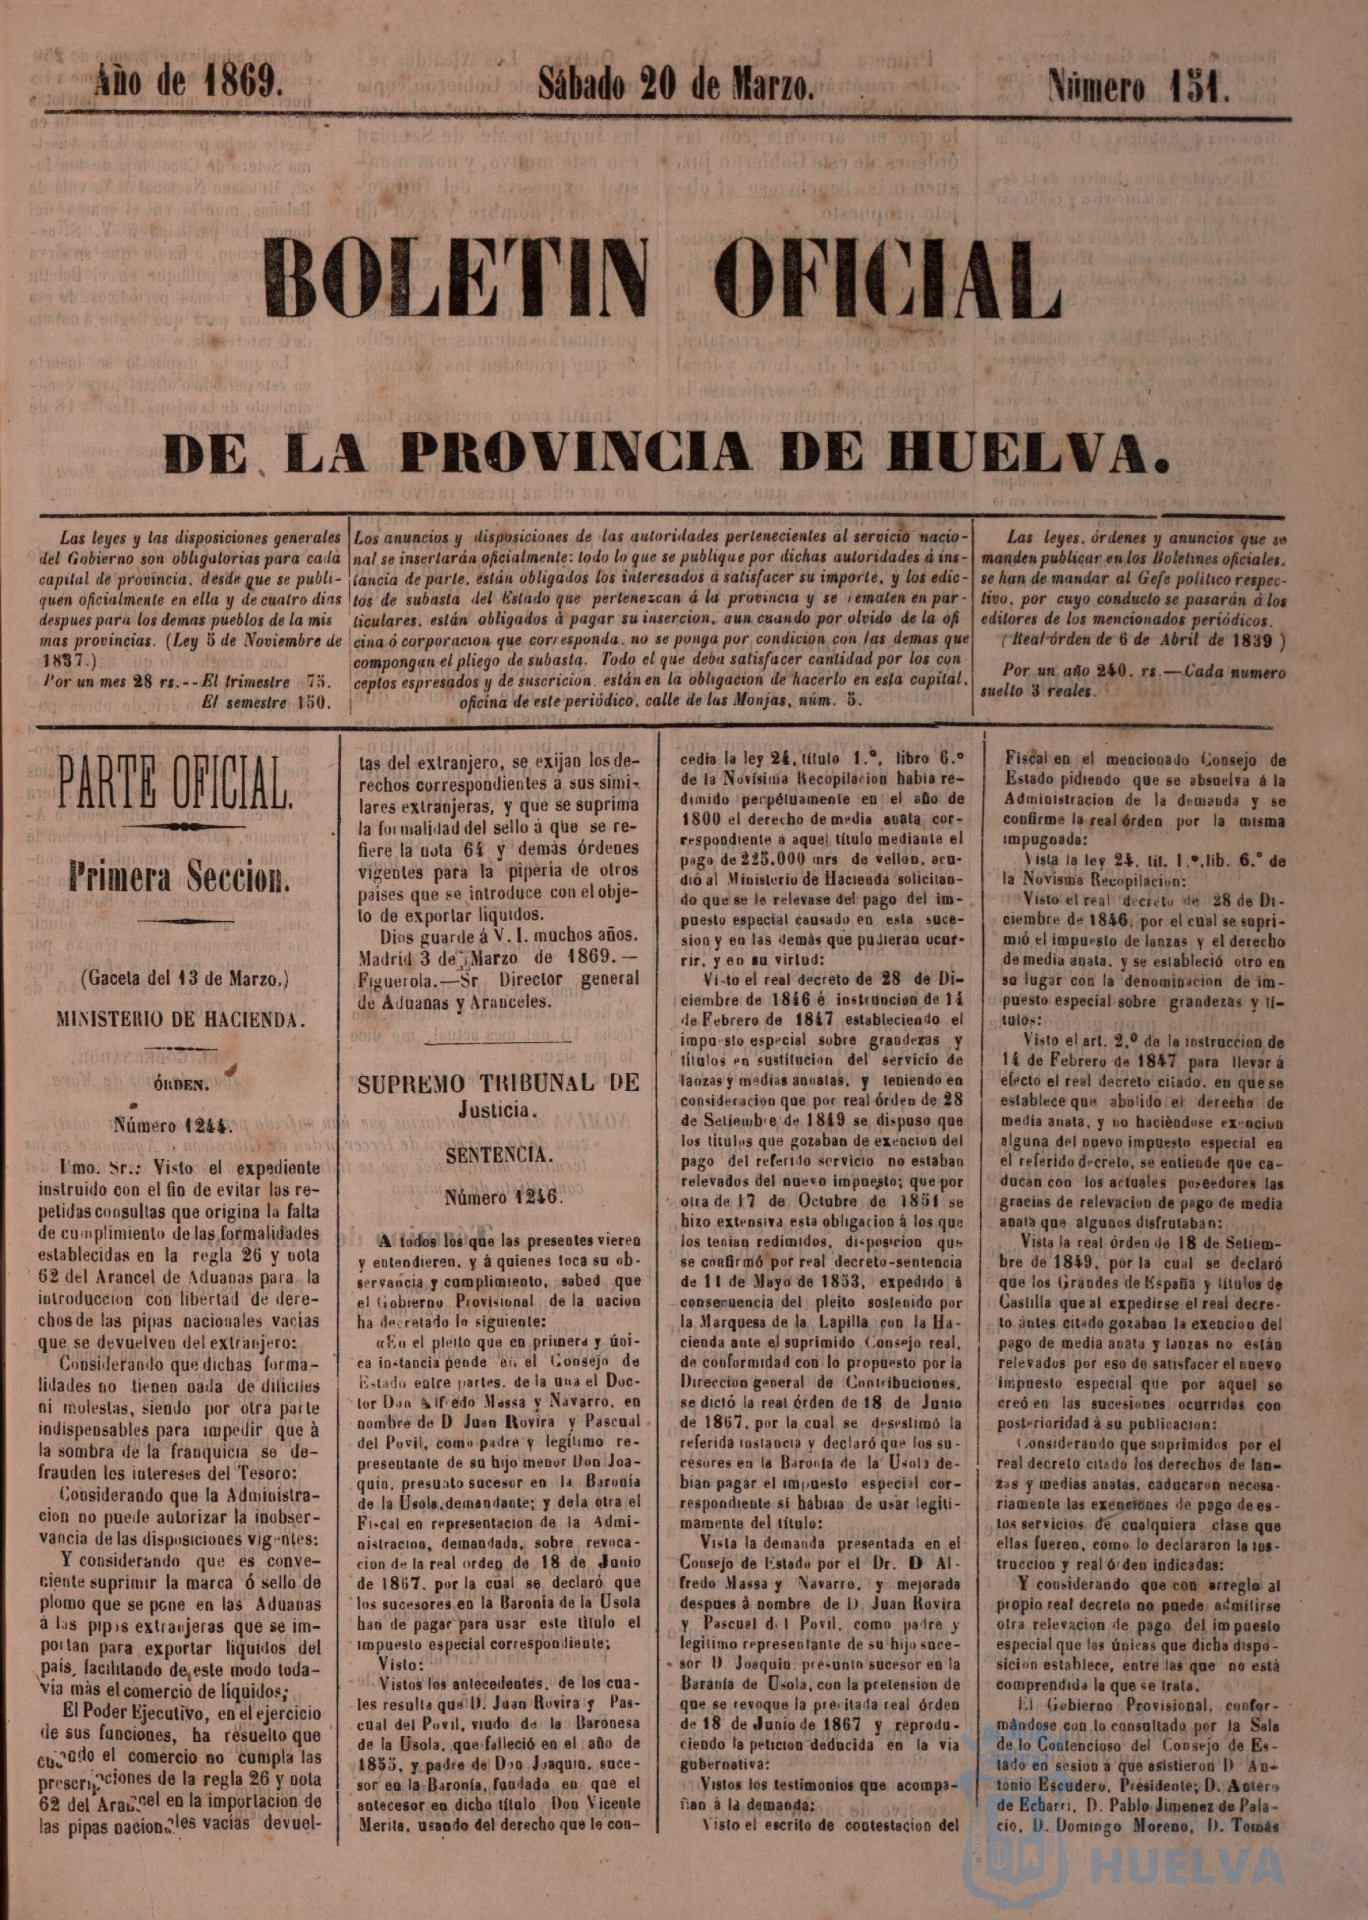 Año de 1869.
Sábado 20 de Marzo.
Número 151.
BOLETIN OFICIAL
DE LA PROVINCIA DE HUELVA.
Las leyes y las disposiciones generales
del Gobierno son obligatorias para cada
capital de provincia, desde que se publi-
quen oficialmente en ella y de cuatro dias
despues para los demas pueblos de la mis
mas provincias. (Ley 5 de Noviembre de
1837.)
Por un mes 28 rs.--El trimestre 75.
El semestre 150.
Los anuncios y disposiciones de las autoridades pertenecientes al servicio nacio-
nal se insertarán oficialmente: todo lo que se publique por dichas autoridades á ins-
tancia de parte, están obligados los interesados á satisfacer su importe, y los edic-
tos de subasta del Estado que pertenezcan á la provincia y se rematen en par-
ticulares, están obligados á pagar su insercion, aun cuando por olvido de la ofi
cina ó corporacion que corresponda, no se ponga por condicion con las demas que
compongan el pliego de subasta. Todo el que deba satisfacer cantidad por los con
ceptos espresados y de suscricion, están en la obligacion de hacerlo en esta capital,
oficina de este periódico, calle de las Monjas, núm. 5.
Las leyes, órdenes y anuncios que se
manden publicar en los Boletines oficiales,
se han de mandar al Gefe político respec-
tivo, por cuyo conducto se pasarán á los
editores de los mencionados periódicos.
(Real órden de 6 de Abril de 1839 )
Por un año 240. rs.—Cada numero
suelto 3 reales.
PARTE OFICIAL.
Primera Seccion.
(Gaceta del 13 de Marzo.)
MINISTERIO DE HACIENDA.
ÓRDEN.
Número 1244.
I'mo. Sr.: Visto el expediente
instruido con el fin de evitar las re-
petidas consultas que origina la falta
de cumplimiento de las formalidades
establecidas en la regla 26 y nota
62 del Arancel de Aduanas para la
introduccion con libertad de dere-
chos de las pipas nacionales vacias
que se devuelven del extranjero:
Considerando que dichas forma-
lidades no tienen nada de difíciles
ni molestas, siendo por otra parte
indispensables para impedir que á
la sombra de la franquicia se de-
frauden los intereses del Tesoro:
Considerando que la Administra-
cion no puede autorizar la inobser-
vancia de las disposiciones vigentes:
Y considerando que es conve-
niente suprimir la marca ó sello de
plomo que se pone en las Aduanas
á las pipas extranjeras que se im-
portan para exportar líquidos del
país, facilitando de este modo toda-
vía más el comercio de líquidos;
El Poder Ejecutivo, en el ejercicio
de sus funciones, ha resuelto que
cuando el comercio no cumpla las
prescripciones de la regla 26 y nota
62 del Arancel en la importacion de
las pipas nacionales vacías devuel-
tas del extranjero, se exijan los de-
rechos correspondientes á sus simi-
lares extranjeras, y que se suprima
la formalidad del sello á que se re-
fiere la nota 64 y demás órdenes
vigentes para la pipería de otros
países que se introduce con el obje-
to de exportar líquidos.
Dios guarde á V. I. muchos años.
Madrid 3 de Marzo de 1869.—
Figuerola.—Sr Director general
de Aduanas y Aranceles.
SUPREMO TRIBUNAL DE
Justicia.
SENTENCIA.
Número 1246.
A todos los que las presentes vieren
y entendieren, y á quienes toca su ob-
servancia y cumplimiento, sabed que
el Gobierno Provisional de la nacion
ha decretado lo siguiente:
«En el pleito que en primera y úni-
ca instancia pende en el Consejo de
Estado entre partes, de la una el Doc-
tor Don Alfredo Massa y Navarro, en
nombre de D Juan Rovira y Pascual
del Povil, como padre y legítimo re-
presentante de su hijo menor Don Joa-
quin, presunto sucesor en la Baronía
de la Usola, demandante; y de la otra el
Fiscal en representacion de la Admi-
nistracion, demandada, sobre revoca-
cion de la real orden de 18 de Junio
de 1867, por la cual se declaró que
los sucesores en la Baronía de la Usola
han de pagar para usar este título el
impuesto especial correspondiente;
Visto:
Vistos los antecedentes, de los cua-
les resulta que D. Juan Rovira y Pas-
cual del Povil, viudo de la Baronesa
de la Usola, que falleció en el año de
1855, y padre de Don Joaquin, suce-
sor en la Baronía, fundado en que el
antecesor en dicho título Don Vicente
Merita, usando del derecho que le con-
cedia la ley 24, título 1.º, libro 6.º
de la Novísima Recopilacion habia re-
dimido perpétuamente en el año de
1800 el derecho de media anata cor-
respondiente á aquel título mediante el
pago de 225.000 mrs. de vellon, acu-
dió al Ministerio de Hacienda solicitan-
do que se le relevase del pago del im-
puesto especial causado en esta suce-
sion y en las demás que pudieran ocur-
rir, y en su virtud:
Visto el real decreto de 28 de Di-
ciembre de 1846 é instruncion de 14
de Febrero de 1847 estableciendo el
impuesto especial sobre grandezas y
títulos en sustitucion del servicio de
lanzas y medias anuatas, y teniendo en
consideracion que por real órden de 28
de Setiembre de 1849 se dispuso que
los títulos que gozaban de exencion del
pago del referido servicio no estaban
relevados del nuevo impuesto; que por
otra de 17 de Octubre de 1851 se
hizo extensiva esta obligacion á los que
los tenian redimidos, disposicion que
se confirmó por real decreto-sentencia
de 11 de Mayo de 1853, expedido á
consecuencia del pleito sostenido por
la Marquesa de la Lapilla con la Ha-
cienda ante el suprimido Consejo real,
de conformidad con lo propuesto por la
Direccion general de Contribuciones,
se dictó la real órden de 18 de Junio
de 1867, por la cual se desestimó la
referida instancia y declaró que los su-
cesores en la Baronía de la Usola de-
bian pagar el impuesto especial cor-
respondiente si habian de usar legiti-
mamente del título:
Vista la demanda presentada en el
Consejo de Estado por el Dr. D Al-
fredo Massa y Navarro, y mejorada
despues á nombre de D. Juan Rovira
y Pascual del Povil, como padre y
legítimo representante de su hijo suce-
sor D. Joaquin, presunto sucesor en la
Baranía de Usola, con la pretension de
que se revoque la precitada real órden
de 18 de Junio de 1867 y reprodu-
ciendo la peticion deducida en la via
gubernativa:
Vistos los testimonios que acompa-
ñan á la demanda:
Visto el escrito de contestacion del
Fiscal en el mencionado Consejo de
Estado pidiendo que se absuelva á la
Administracion de la demanda y se
confirme la real órden por la misma
impugnada:
Vista la ley 24, tít. 1.º, lib. 6.º de
la Novisma Recopilacion:
Visto el real decreto de 28 de Di-
ciembre de 1846, por el cual se supri-
mió el impuesto de lanzas y el derecho
de media anata, y se estableció otro en
su lugar con la denominacion de im-
puesto especial sobre grandezas y tí-
tulos:
Visto el art. 2.º de la instruccion de
14 de Febrero de 1847 para llevar á
efecto el real decreto citado, en que se
establece que abolido el derecho de
media anata, y no haciéndose exencion
alguna del nuevo impuesto especial en
el referido decreto, se entiende que ca-
ducan con los actuales poseedores las
gracias de relevacion de pago de media
anata que algunos disfrutaban:
Vista la real órden de 18 de Setiem-
bre de 1849, por la cual se declaró
que los Grandes de España y títulos de
Castilla que al expedirse el real decre-
to ántes citado gozaban la exencion del
pago de media anata y lanzas no están
relevados por eso de satisfacer el nuevo
impuesto especial que por aquel se
creó en las sucesiones ocurridas con
posterioridad á su publicacion:
Considerando que suprimidos por el
real decreto citado los derechos de lan-
zas y medias anatas, caducaron necesa-
riamente las exenciones de pago de es-
tos servicios de cualquiera clase que
ellas fueren, como lo declararon la ins-
truccion y real órden indicadas:
Y considerando que con arreglo al
propio real decreto no puede admitirse
otra relevacion de pago del impuesto
especial que las únicas que dicha dispo-
sicion establece, entre las que no está
comprendida la que se trata,
El Gobierno Provisional, confor-
mándose con lo consultado por la Sala
de lo Contencioso del Consejo de Es-
tado en sesion á que asistieron D An-
tonio Escudero, Presidente; D. Antero
de Echarri, D. Pablo Jimenez de Pala-
cio, D. Domingo Moreno, D. Tomás
HUELVA